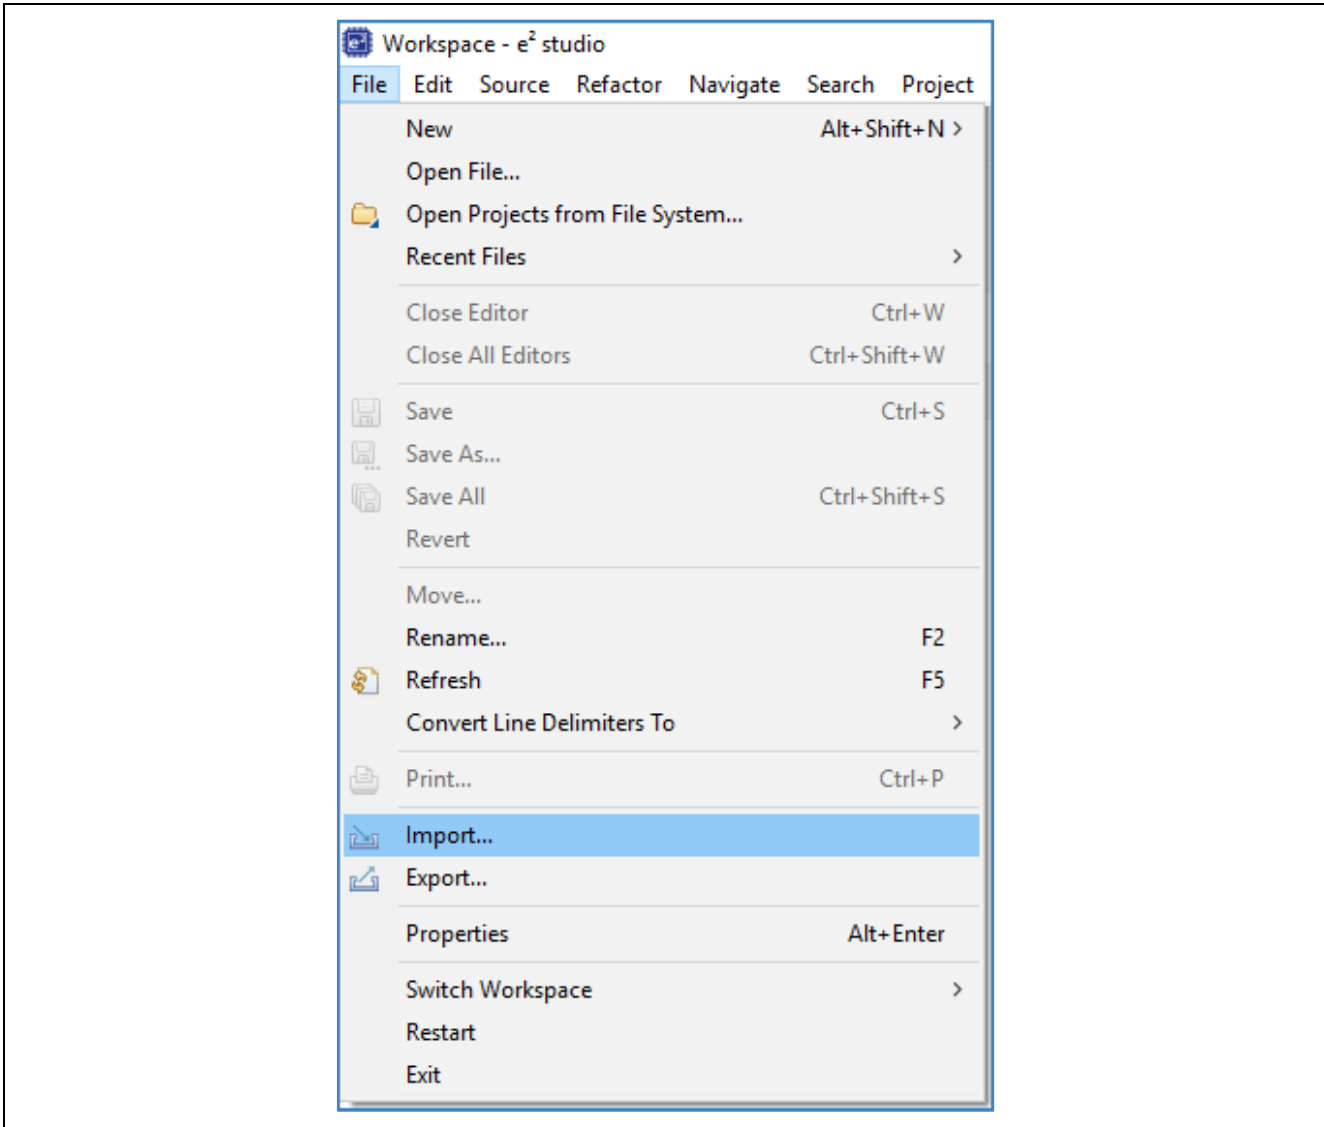 Workspace - e² studio
File Edit Source Refactor Navigate Search Project
New Alt+Shift+N >
Open File...
Open Projects from File System...
Recent Files >
Close Editor Ctrl+W
Close All Editors Ctrl+Shift+W
Save Ctrl+S
Save As...
Save All Ctrl+Shift+S
Revert
Move...
Rename... F2
Refresh F5
Convert Line Delimiters To >
Print... Ctrl+P
Import...
Export...
Properties Alt+Enter
Switch Workspace >
Restart
Exit